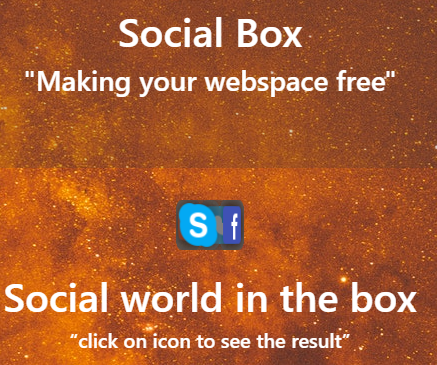 Social Box
"Making your webspace free"
S f
Social world in the box
“click on icon to see the result”